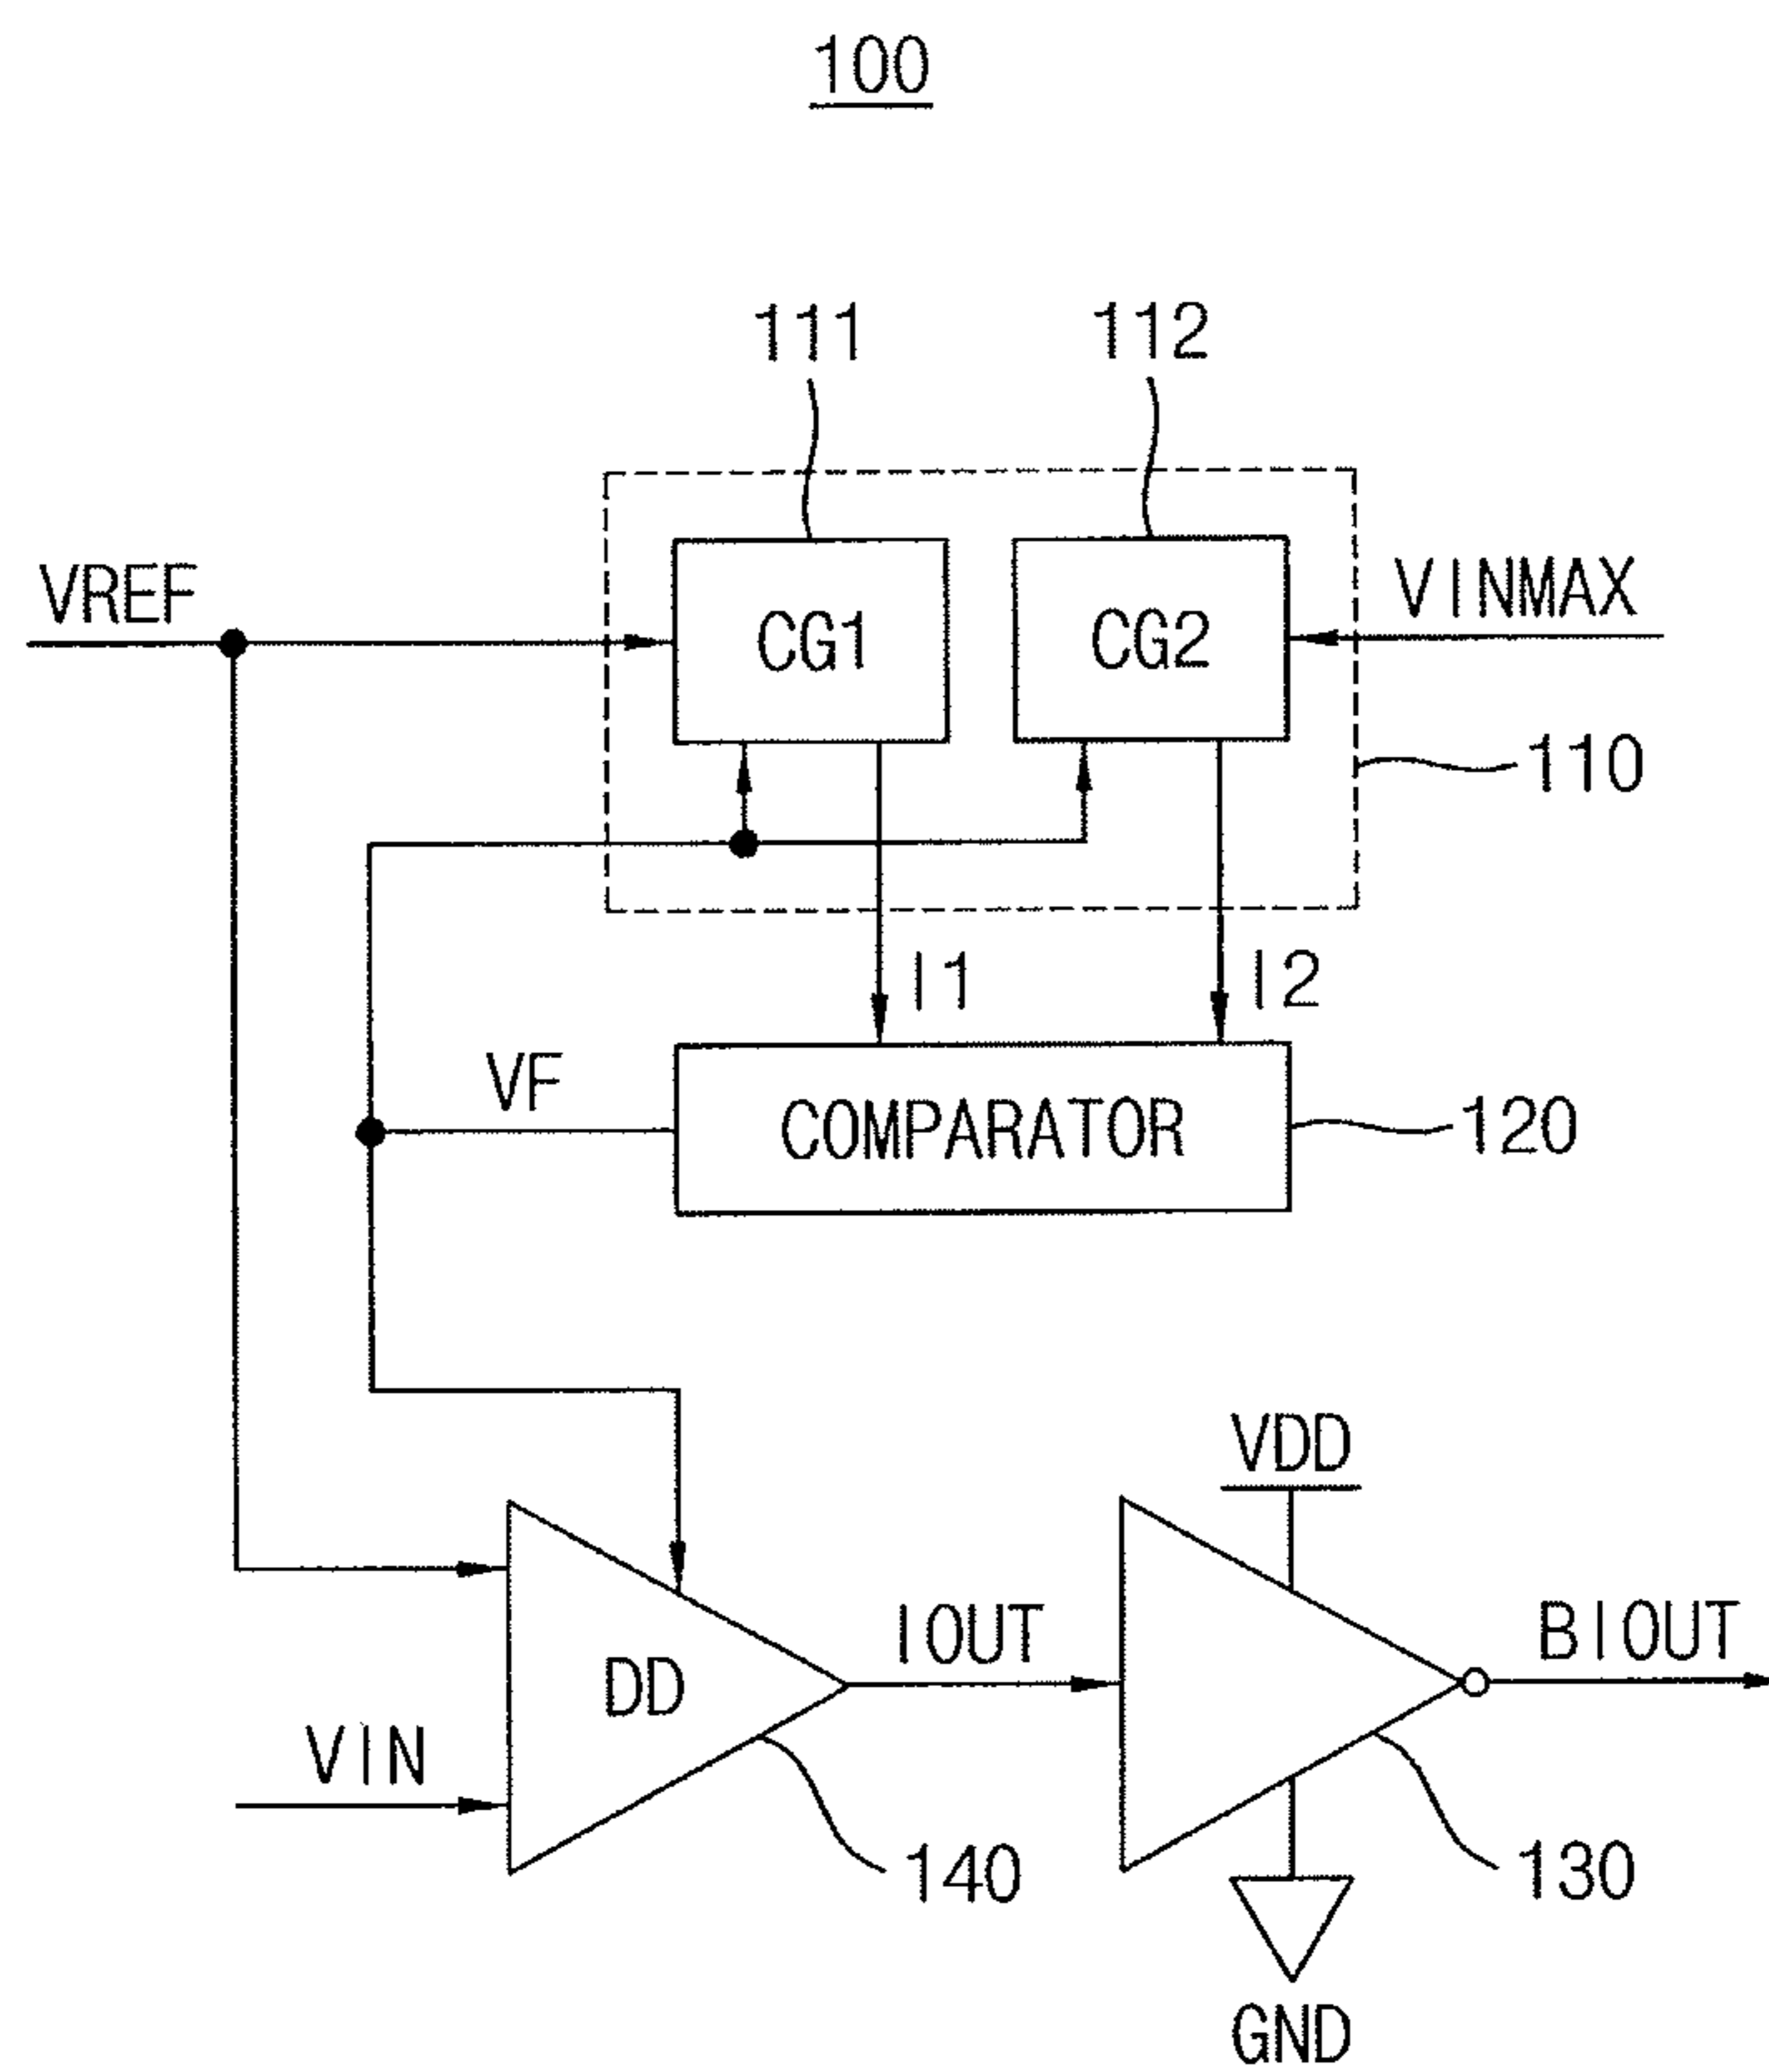 100
111
112
VREF
CG1
CG2
VINMAX
110
I1
I2
VF
COMPARATOR
120
VDD
IOUT
BIOUT
DD
VIN
140
130
GND